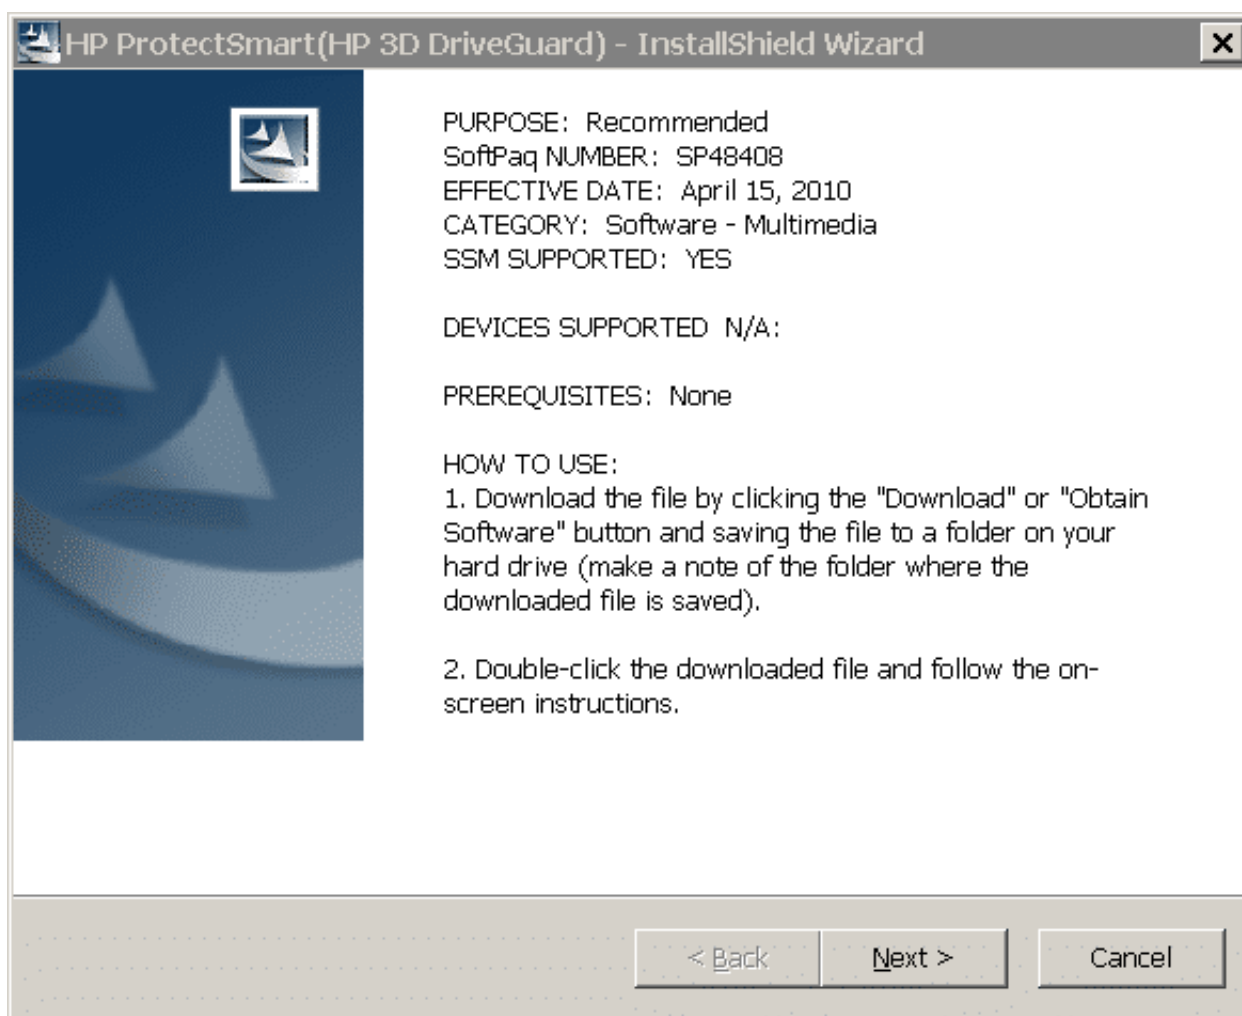 HP ProtectSmart(HP 3D DriveGuard) - InstallShield Wizard
PURPOSE: Recommended
SoftPaq NUMBER: SP48408
EFFECTIVE DATE: April 15, 2010
CATEGORY: Software - Multimedia
SSM SUPPORTED: YES
DEVICES SUPPORTED N/A:
PREREQUISITES: None
HOW TO USE:
1. Download the file by clicking the "Download" or "Obtain
Software" button and saving the file to a folder on your
hard drive (make a note of the folder where the
downloaded file is saved).
2. Double-click the downloaded file and follow the on-
screen instructions.
< Back
Next >
Cancel